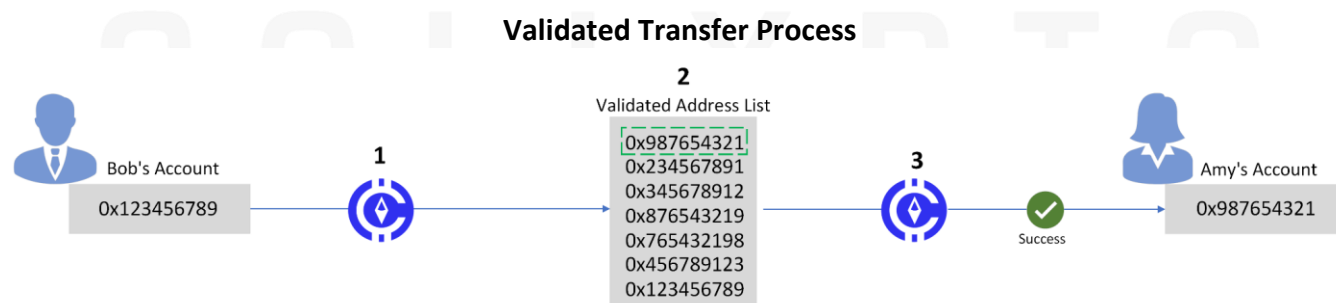 Validated Transfer Process
2
Validated Address List
0x987654321
0x234567891
0x345678912
0x876543219
0x765432198
0x456789123
0x123456789
Bob's Account
0x123456789
1
3
Success
Amy's Account
0x987654321